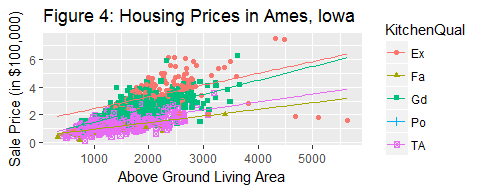 Figure 4: Housing Prices in Ames, Iowa
Sale Price (in $100,000)
6
4
2
0
1000 2000 3000 4000 5000
Above Ground Living Area
KitchenQual
Ex
Fa
Gd
Po
TA